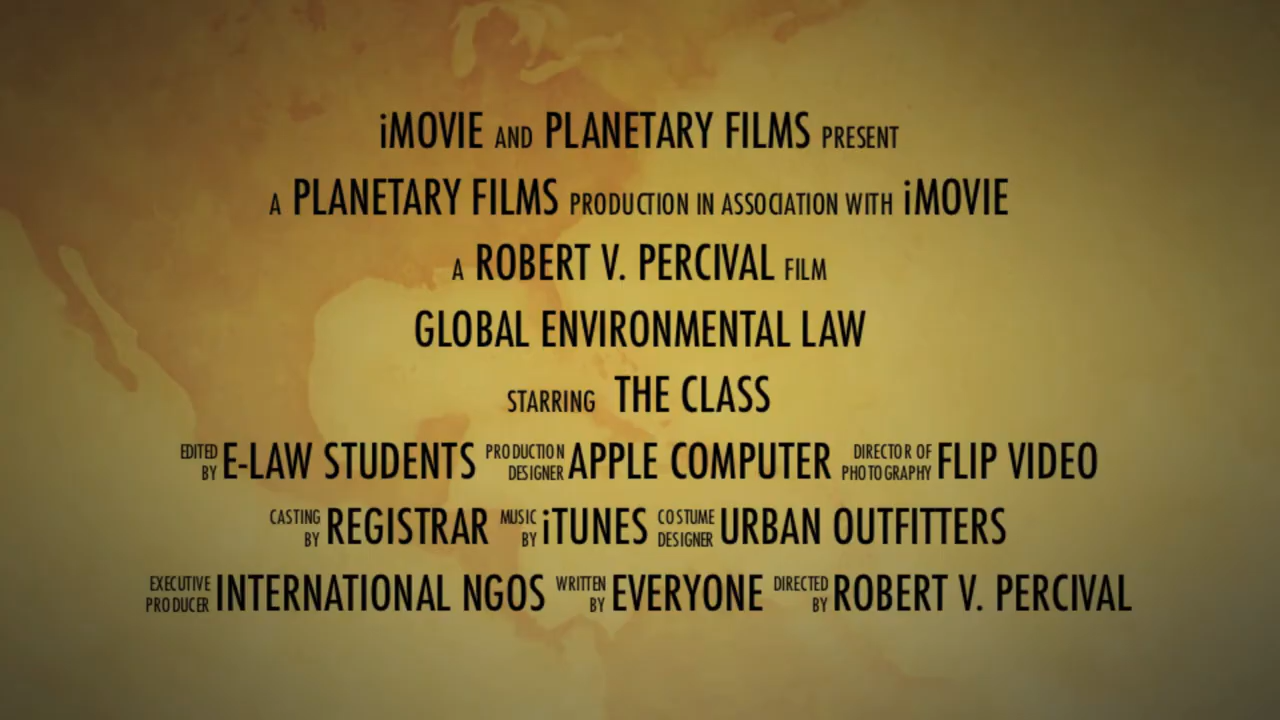 iMOVIE AND PLANETARY FILMS PRESENT
A PLANETARY FILMS PRODUCTION IN ASSOCIATION WITH iMOVIE
A ROBERT V. PERCIVAL FILM
GLOBAL ENVIRONMENTAL LAW
STARRING THE CLASS
EDITED BY E-LAW STUDENTS PRODUCTION DESIGNER APPLE COMPUTER DIRECTOR OF PHOTOGRAPHY FLIP VIDEO
CASTING BY REGISTRAR MUSIC BY iTUNES COSTUME DESIGNER URBAN OUTFITTERS
EXECUTIVE PRODUCER INTERNATIONAL NGOS WRITTEN BY EVERYONE DIRECTED BY ROBERT V. PERCIVAL